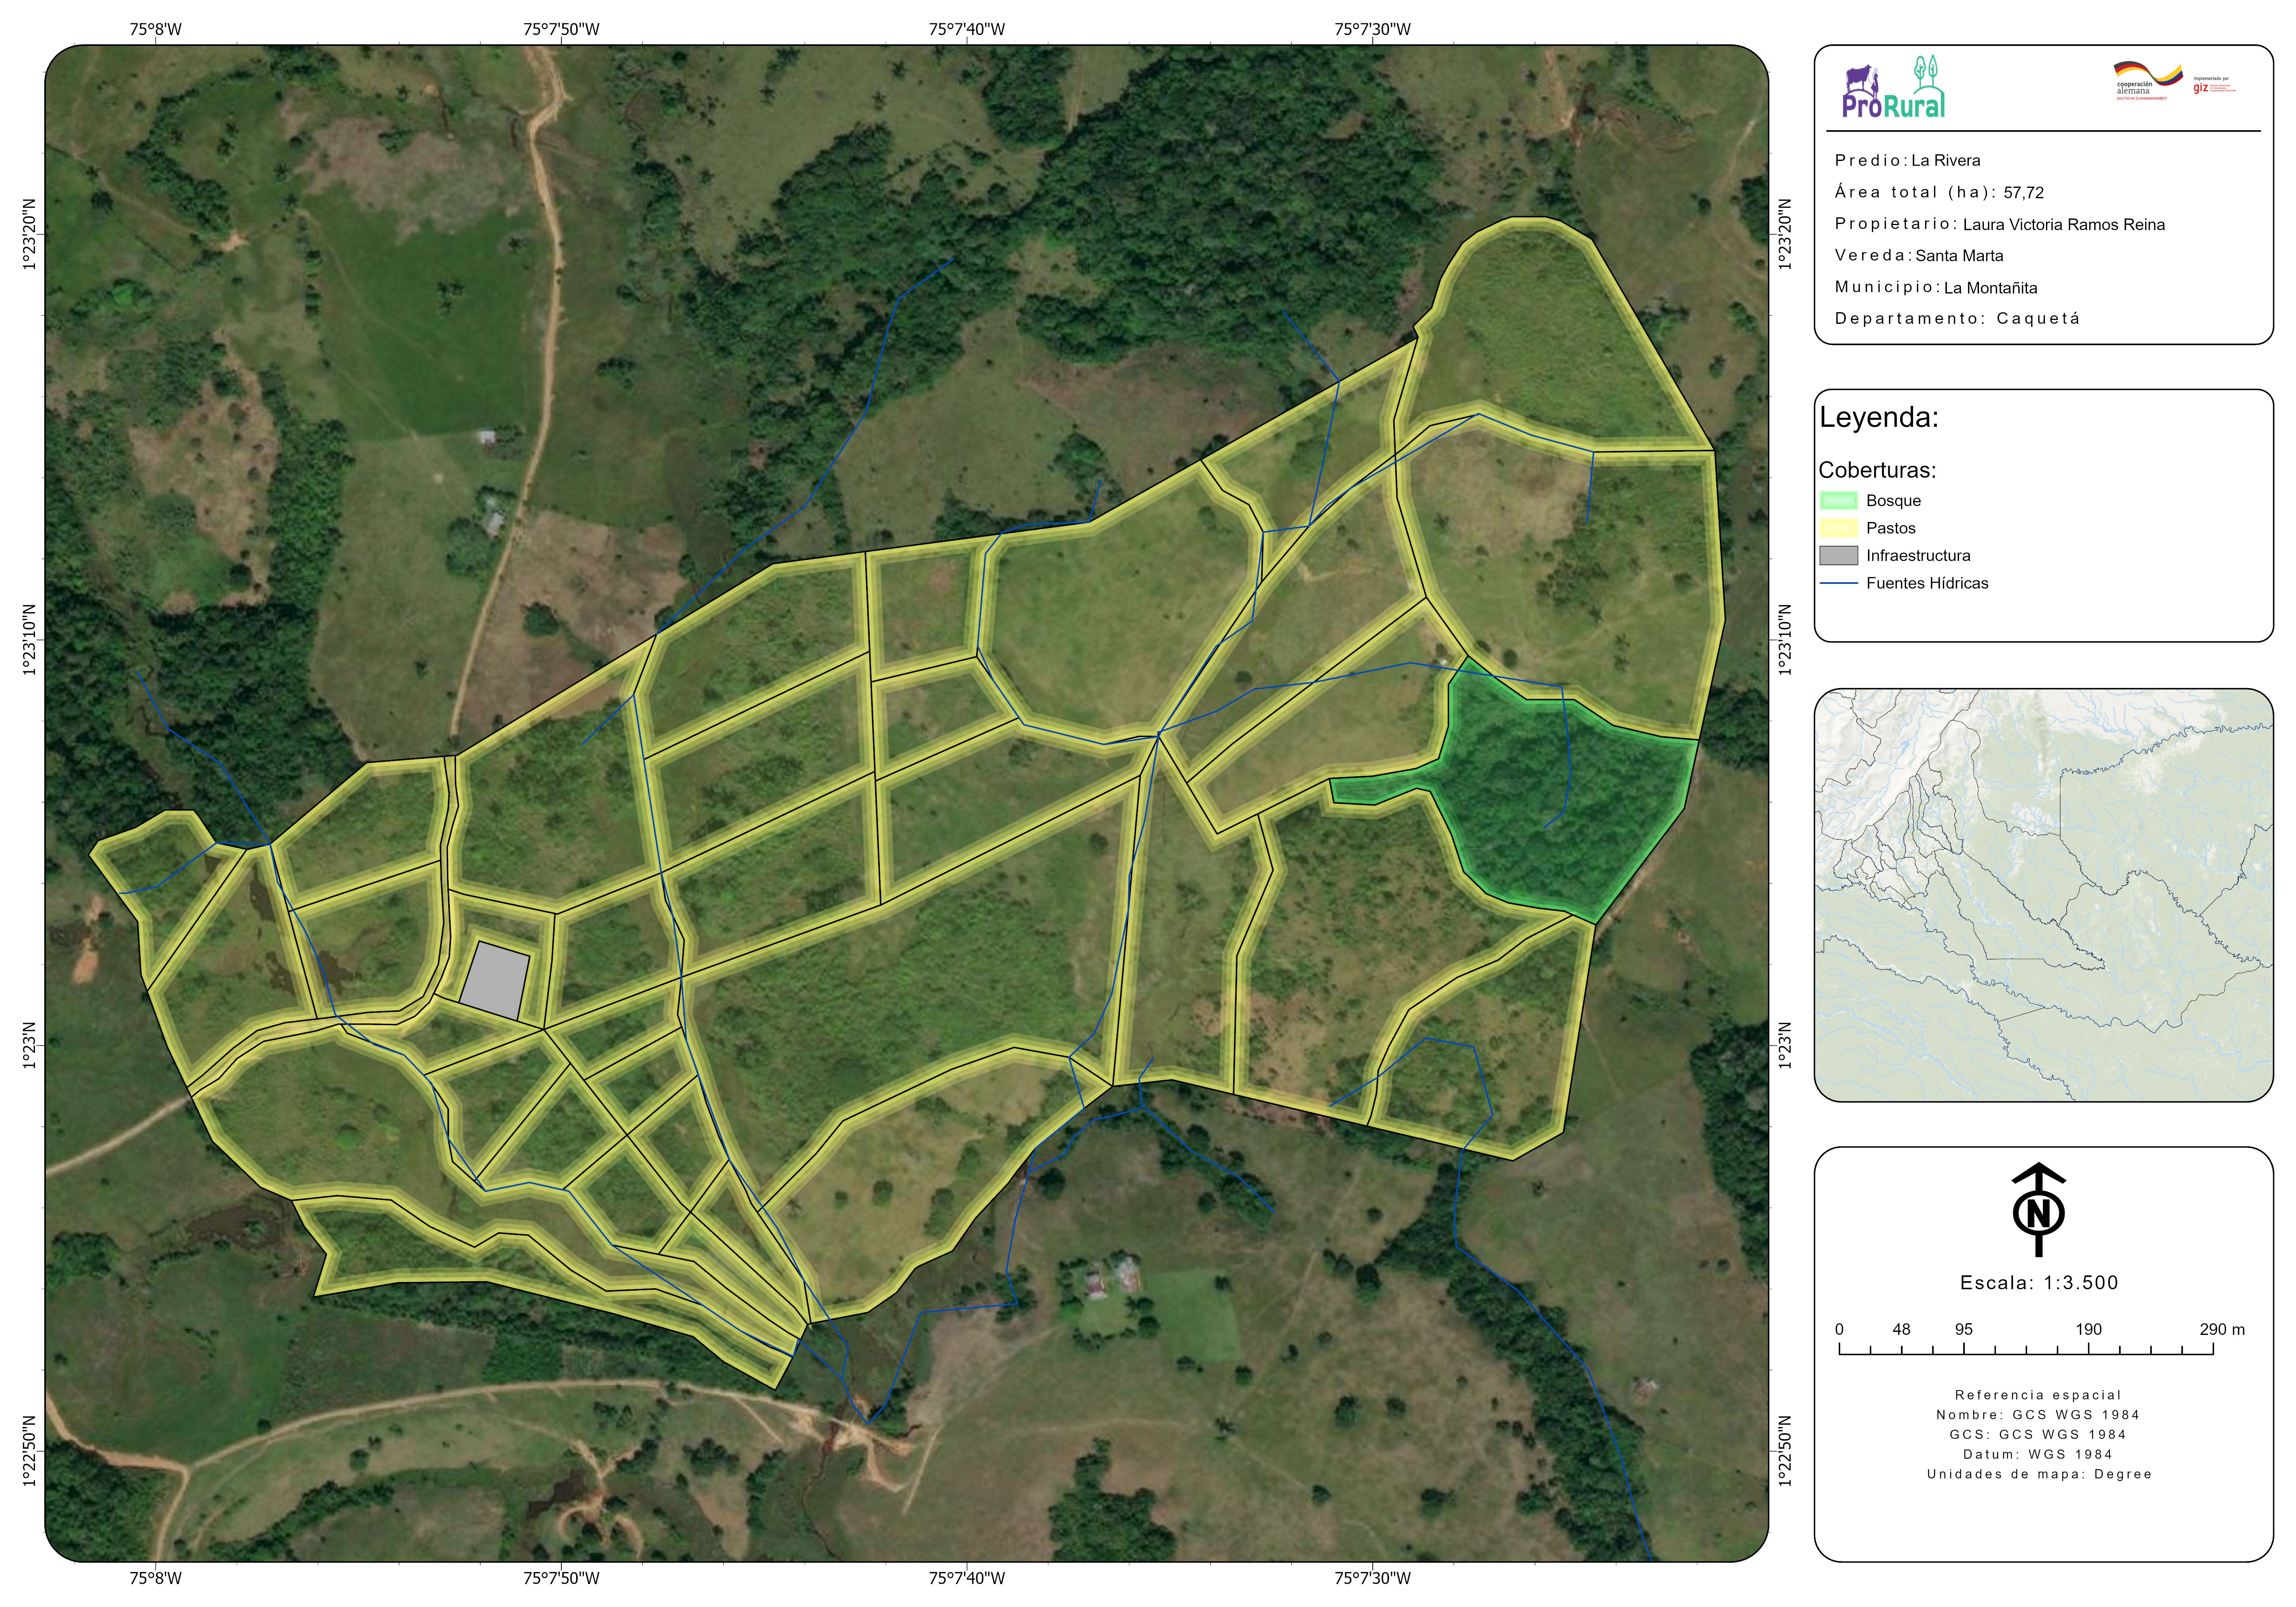 75°8'W
75°7'50"W
75°7'40"W
75°7'30"W
1°23'20"N
1°23'10"N
1°23'N
1°22'50"N
1°23'20"N
1°23'10"N
1°23'N
1°22'50"N
75°8'W
75°7'50"W
75°7'40"W
75°7'30"W
ProRural
cooperación
alemana
DEUTSCHE ZUSAMMENARBEIT
Implementada por
giz
Predio: La Rivera
Área total (ha): 57,72
Propietario: Laura Victoria Ramos Reina
Vereda: Santa Marta
Municipio: La Montañita
Departamento: Caquetá
Leyenda:
Coberturas:
Bosque
Pastos
Infraestructura
Fuentes Hídricas
N
Escala: 1:3.500
0 48 95 190 290 m
Referencia espacial
Nombre: GCS WGS 1984
GCS: GCS WGS 1984
Datum: WGS 1984
Unidades de mapa: Degree